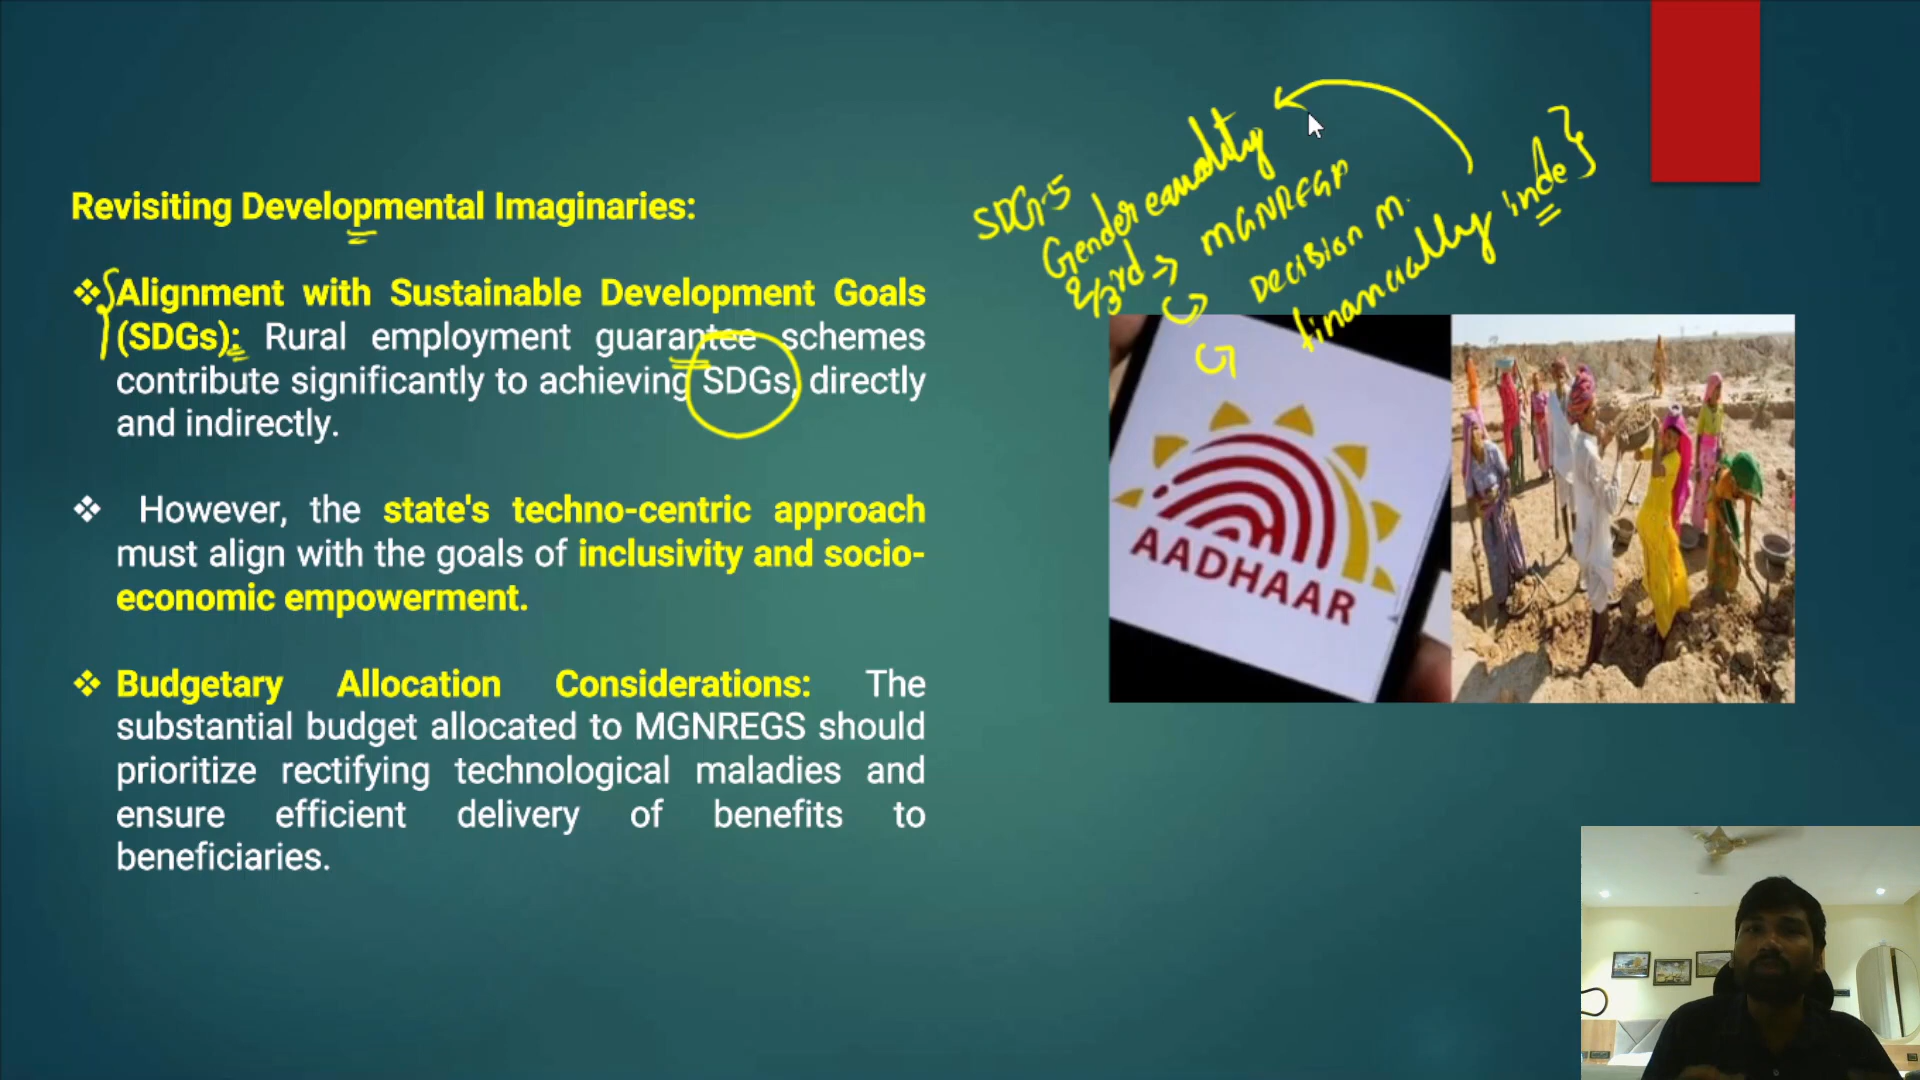 Revisiting Developmental Imaginaries:
❖ Alignment with Sustainable Development Goals
(SDGs): Rural employment guarantee schemes
contribute significantly to achieving SDGs, directly
and indirectly.
❖ However, the state's techno-centric approach
must align with the goals of inclusivity and socio-
economic empowerment.
❖ Budgetary Allocation Considerations: The
substantial budget allocated to MGNREGS should
prioritize rectifying technological maladies and
ensure efficient delivery of benefits to
beneficiaries.
SDG-5
Gender equality
2/3rd → MGNREGP
Decision M.
financially inde }
AADHAAR